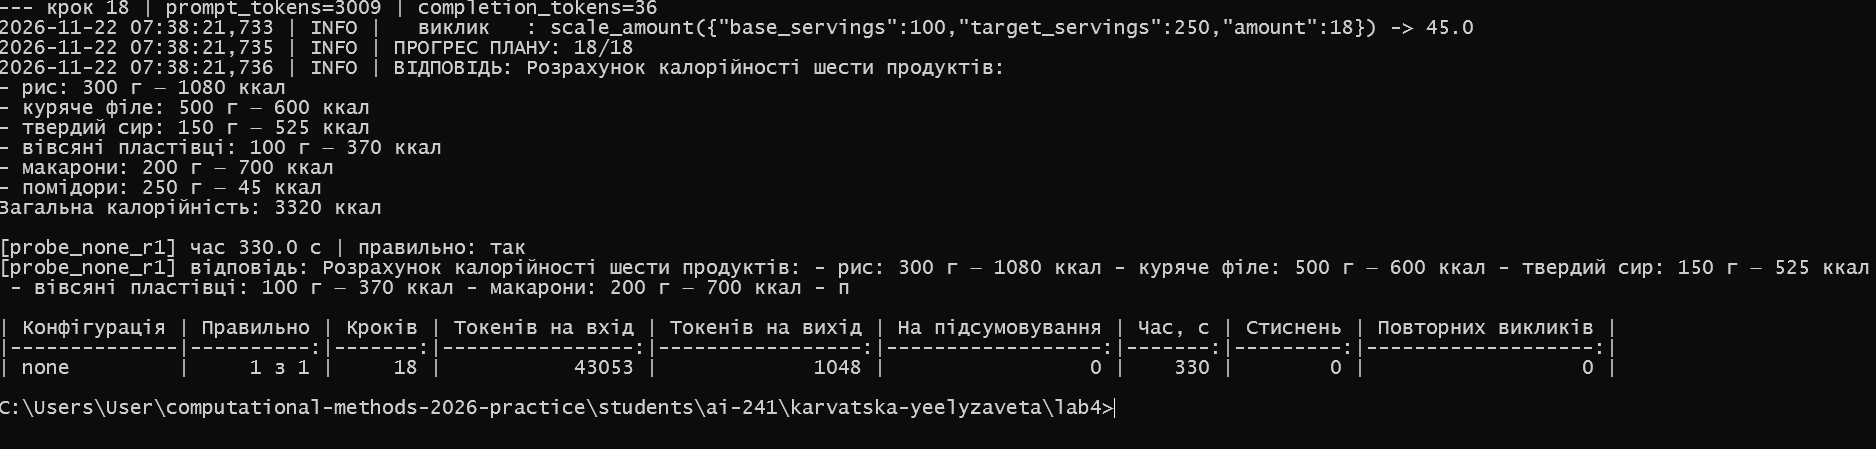 --- крок 18 | prompt_tokens=3009 | completion_tokens=36
2026-11-22 07:38:21,733 | INFO |   виклик   : scale_amount({"base_servings":100,"target_servings":250,"amount":18}) -> 45.0
2026-11-22 07:38:21,735 | INFO | ПРОГРЕС ПЛАНУ: 18/18
2026-11-22 07:38:21,736 | INFO | ВІДПОВІДЬ: Розрахунок калорійності шести продуктів:
- рис: 300 г — 1080 ккал
- куряче філе: 500 г — 600 ккал
- твердий сир: 150 г — 525 ккал
- вівсяні пластівці: 100 г — 370 ккал
- макарони: 200 г — 700 ккал
- помідори: 250 г — 45 ккал
Загальна калорійність: 3320 ккал
[probe_none_r1] час 330.0 с | правильно: так
[probe_none_r1] відповідь: Розрахунок калорійності шести продуктів: - рис: 300 г — 1080 ккал - куряче філе: 500 г — 600 ккал - твердий сир: 150 г — 525 ккал
 - вівсяні пластівці: 100 г — 370 ккал - макарони: 200 г — 700 ккал - п
| Конфігурація | Правильно | Кроків | Токенів на вхід | Токенів на вихід | На підсумовування | Час, с | Стиснень | Повторних викликів |
|--------------|----------:|-------:|----------------:|-----------------:|------------------:|-------:|---------:|-------------------:|
| none         |     1 з 1 |     18 |           43053 |             1048 |                 0 |    330 |        0 |                  0 |
C:\Users\User\computational-methods-2026-practice\students\ai-241\karvatska-yeelyzaveta\lab4>